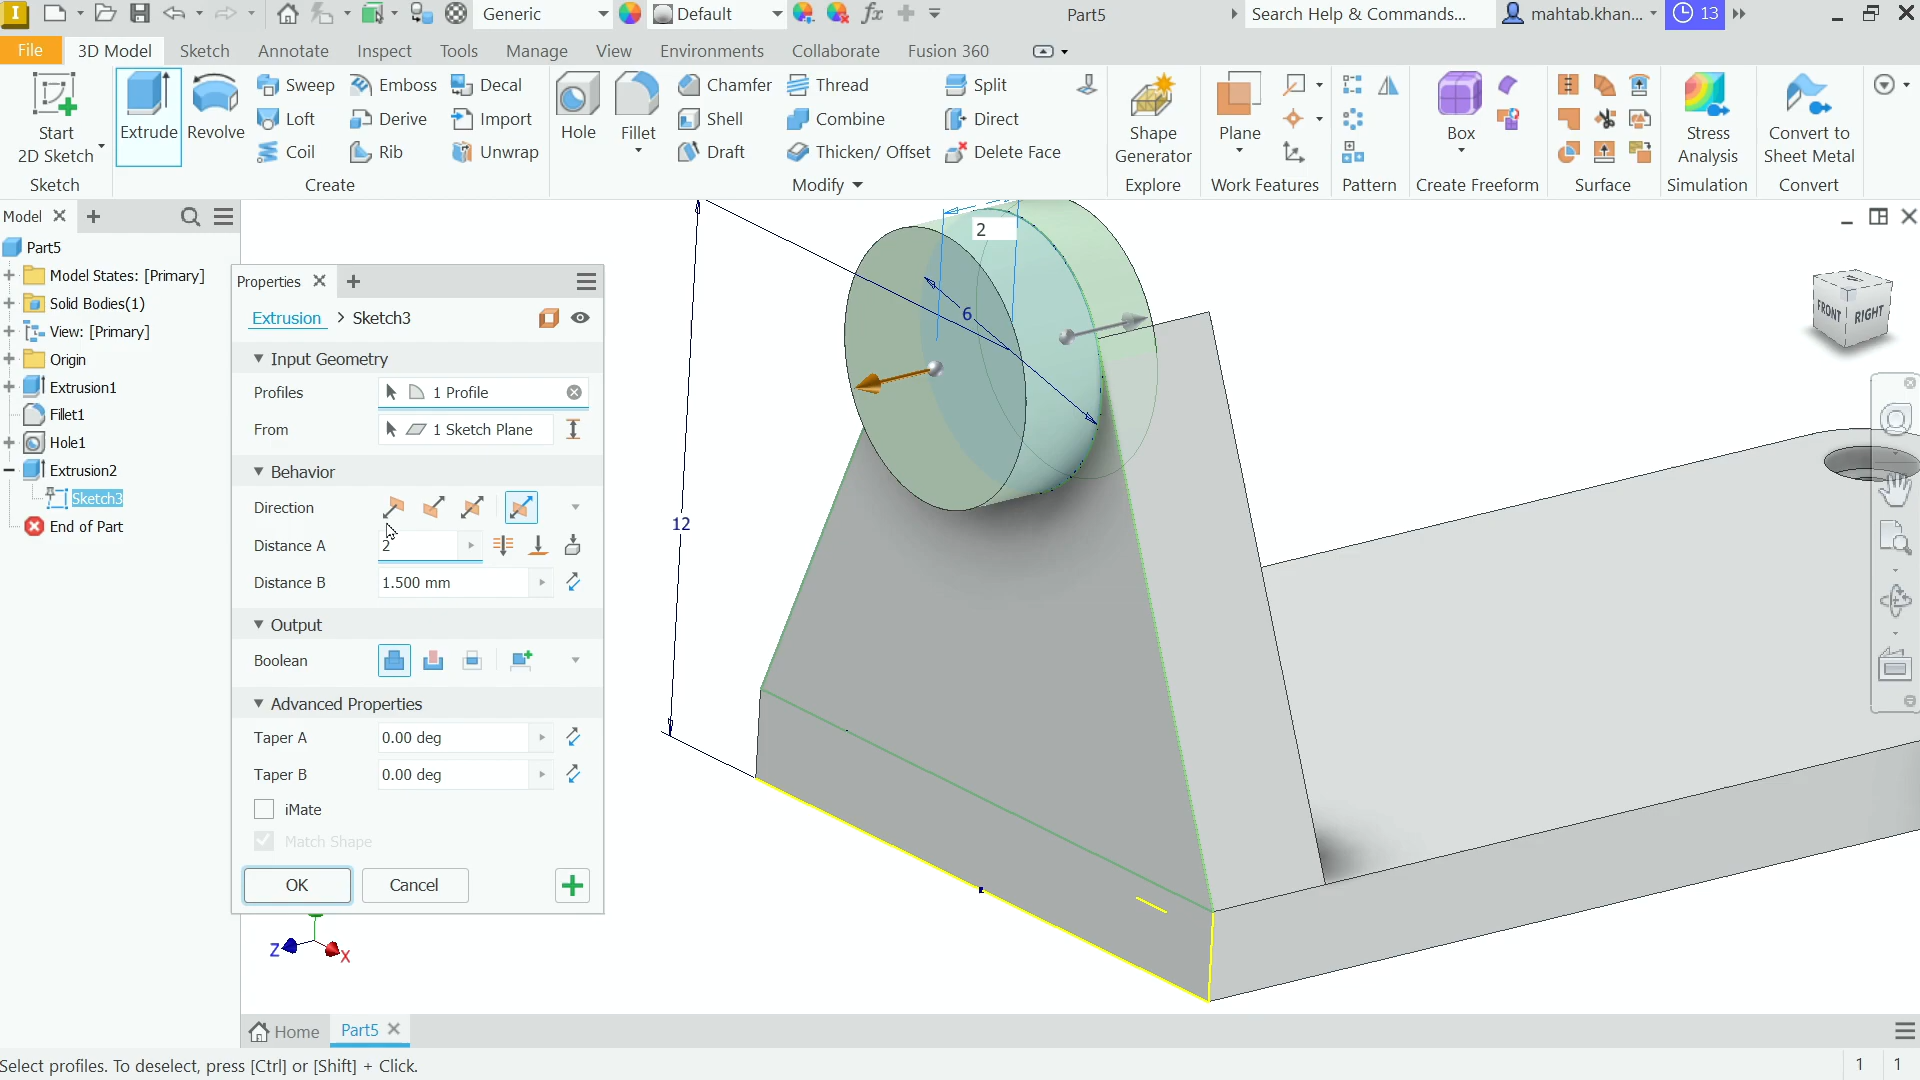 Generic
Default
Part5
Search Help & Commands...
mahtab.khan...
13
File
3D Model
Sketch
Annotate
Inspect
Tools
Manage
View
Environments
Collaborate
Fusion 360
Start
2D Sketch
Sketch
Extrude
Revolve
Sweep
Loft
Coil
Emboss
Derive
Rib
Decal
Import
Unwrap
Create
Hole
Fillet
Chamfer
Shell
Draft
Thread
Combine
Thicken/ Offset
Split
Direct
Delete Face
Modify
Shape
Generator
Explore
Plane
Work Features
Pattern
Box
Create Freeform
Surface
Stress
Analysis
Simulation
Convert to
Sheet Metal
Convert
Model
Part5
Model States: [Primary]
Solid Bodies(1)
View: [Primary]
Origin
Extrusion1
Fillet1
Hole1
Extrusion2
Sketch3
End of Part
Properties
Extrusion > Sketch3
Input Geometry
Profiles
1 Profile
From
1 Sketch Plane
Behavior
Direction
Distance A
2
Distance B
1.500 mm
Output
Boolean
Advanced Properties
Taper A
0.00 deg
Taper B
0.00 deg
iMate
Match Shape
OK
Cancel
2
6
12
FRONT
RIGHT
Z
X
Home
Part5
Select profiles. To deselect, press [Ctrl] or [Shift] + Click.
1
1